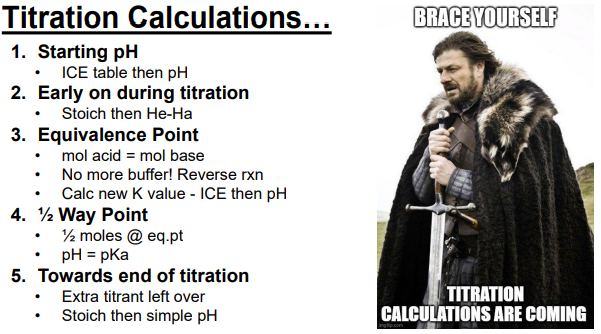 Titration Calculations…
1. Starting pH
• ICE table then pH
2. Early on during titration
• Stoich then He-Ha
3. Equivalence Point
• mol acid = mol base
• No more buffer! Reverse rxn
• Calc new K value - ICE then pH
4. ½ Way Point
• ½ moles @ eq.pt
• pH = pKa
5. Towards end of titration
• Extra titrant left over
• Stoich then simple pH
BRACE YOURSELF
TITRATION
CALCULATIONS ARE COMING
imgflip.com